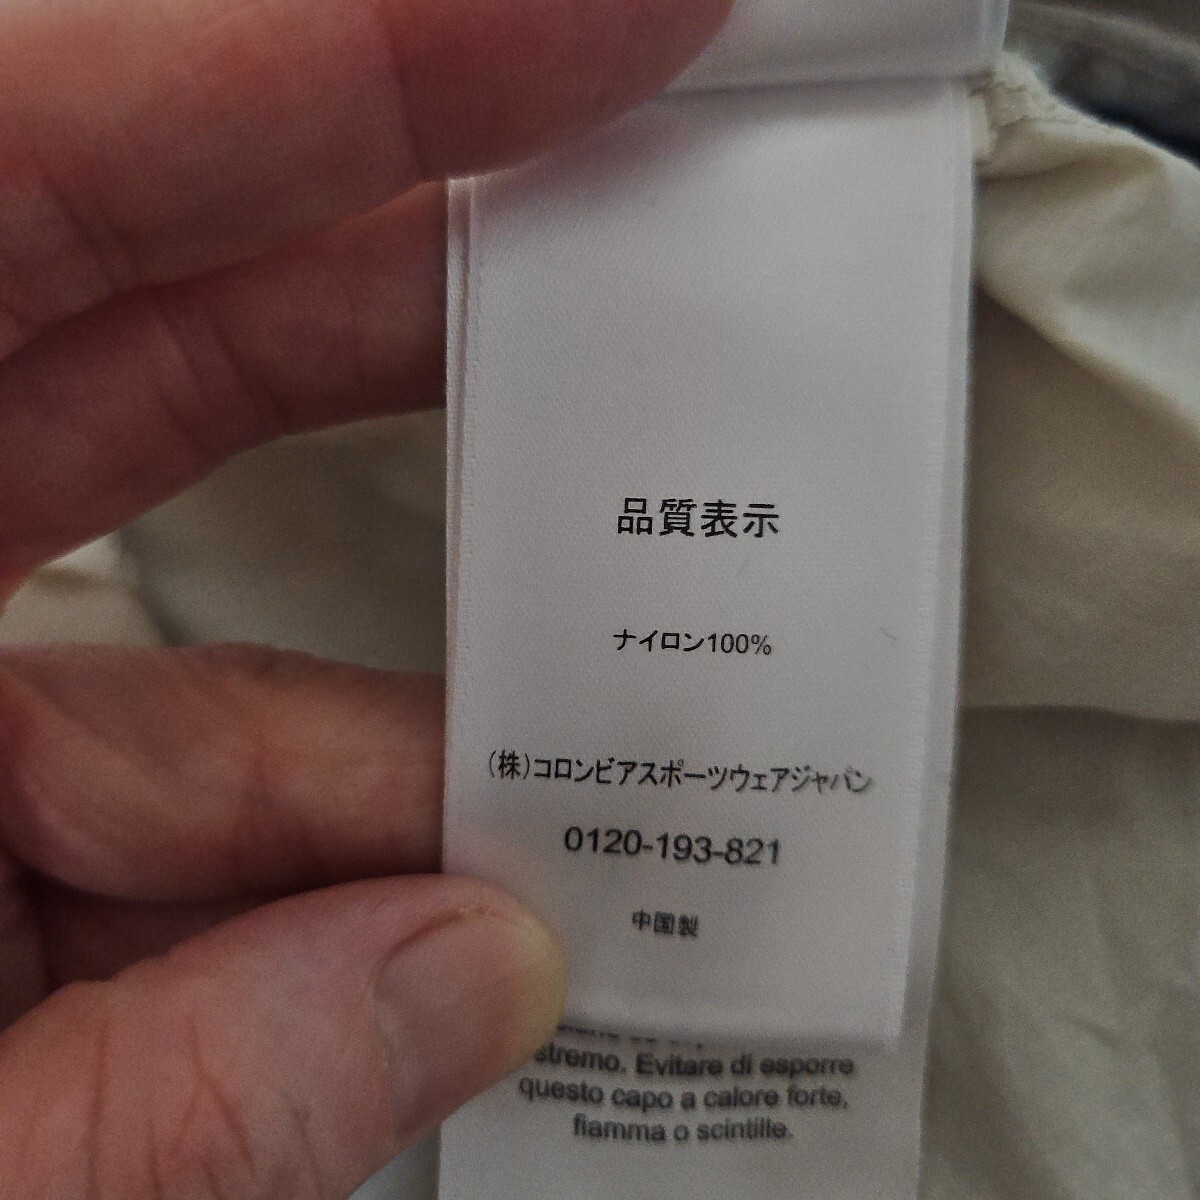 品質表示
ナイロン100%
(株)コロンビアスポーツウェアジャパン
0120-193-821
中国製
stremo. Evitare di esporre
questo capo a calore forte,
fiamma o scintille.